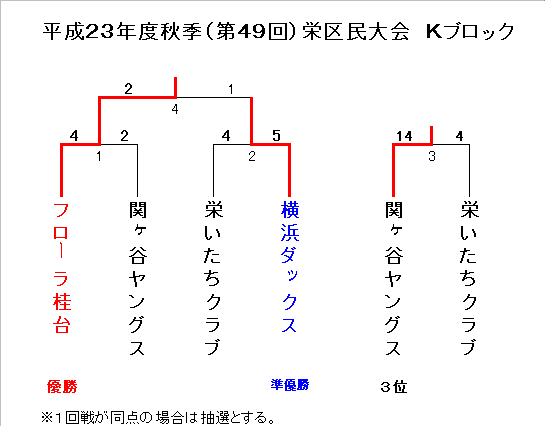 平成23年度秋季(第49回)栄区民大会 Kブロック
2 1
4
4 2 4 5 14 4
1 2 3
フローラ桂台
関ヶ谷ヤングス
栄いたちクラブ
横浜ダックス
関ヶ谷ヤングス
栄いたちクラブ
優勝 準優勝 3位
※1回戦が同点の場合は抽選とする。